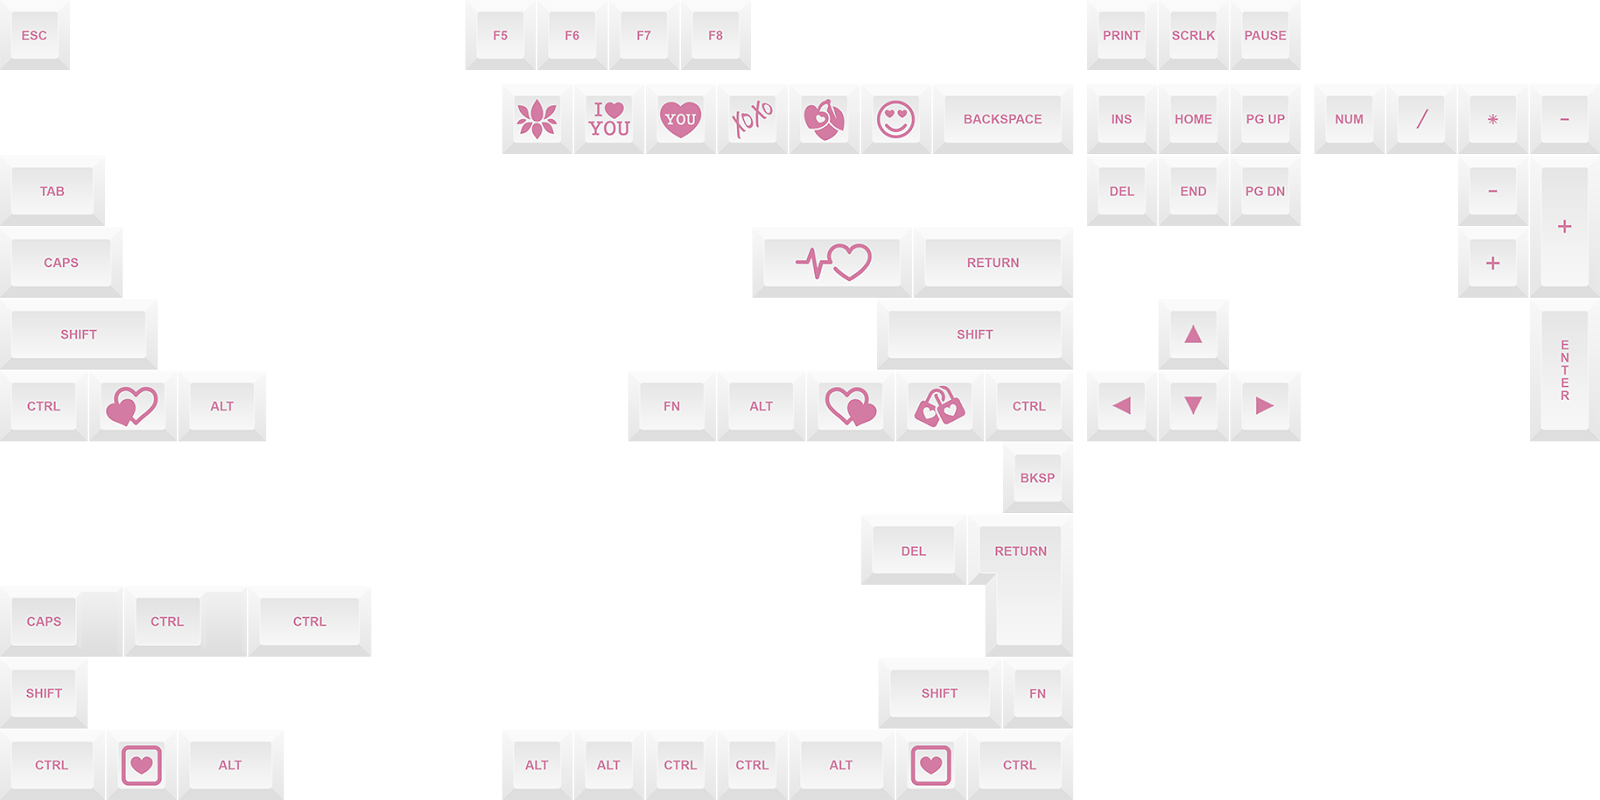 ESC F5 F6 F7 F8 PRINT SCRLK PAUSE
I YOU YOU XOXO BACKSPACE INS HOME PG UP NUM / * -
TAB DEL END PG DN - +
CAPS RETURN +
SHIFT SHIFT ENTER
CTRL ALT FN ALT CTRL
BKSP
DEL RETURN
CAPS CTRL CTRL
SHIFT SHIFT FN
CTRL ALT ALT ALT CTRL CTRL ALT CTRL